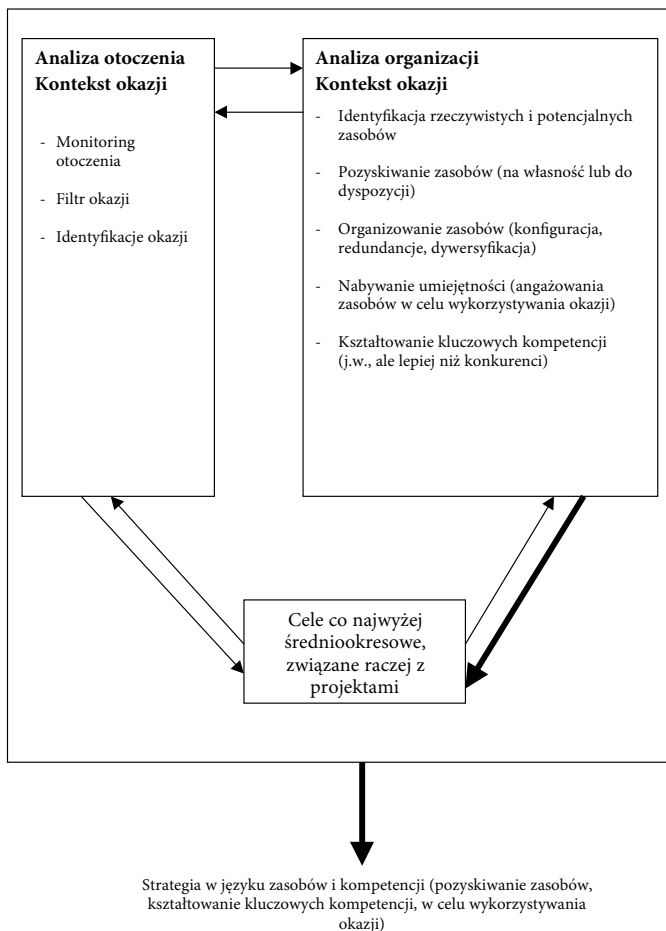 Analiza otoczenia
Kontekst okazji
- Monitoring
otoczenia
- Filtr okazji
- Identyfikacje okazji
Analiza organizacji
Kontekst okazji
- Identyfikacja rzeczywistych i potencjalnych
zasobów
- Pozyskiwanie zasobów (na własność lub do
dyspozycji)
- Organizowanie zasobów (konfiguracja,
redundancje, dywersyfikacja)
- Nabywanie umiejętności (angażowania
zasobów w celu wykorzystywania okazji)
- Kształtowanie kluczowych kompetencji
(j.w., ale lepiej niż konkurenci)
Cele co najwyżej
średniookresowe,
związane raczej z
projektami
Strategia w języku zasobów i kompetencji (pozyskiwanie zasobów,
kształtowanie kluczowych kompetencji, w celu wykorzystywania
okazji)